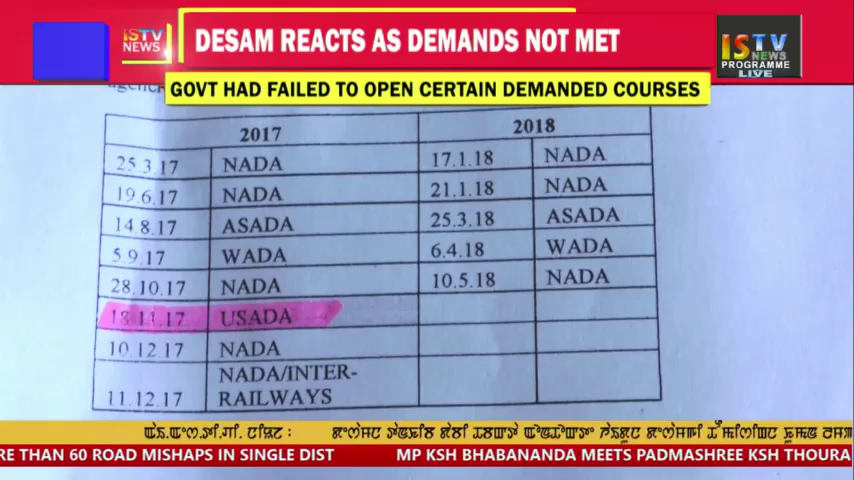 ISTV NEWS
DESAM REACTS AS DEMANDS NOT MET
ISTV
NEWS
PROGRAMME
LIVE
GOVT HAD FAILED TO OPEN CERTAIN DEMANDED COURSES
2017 2018
25.3.17 NADA 17.1.18 NADA
19.6.17 NADA 21.1.18 NADA
14.8.17 ASADA 25.3.18 ASADA
5.9.17 WADA 6.4.18 WADA
28.10.17 NADA 10.5.18 NADA
18.11.17 USADA
10.12.17 NADA
11.12.17 NADA/INTER-
RAILWAYS
RE THAN 60 ROAD MISHAPS IN SINGLE DIST MP KSH BHABANANDA MEETS PADMASHREE KSH THOURA